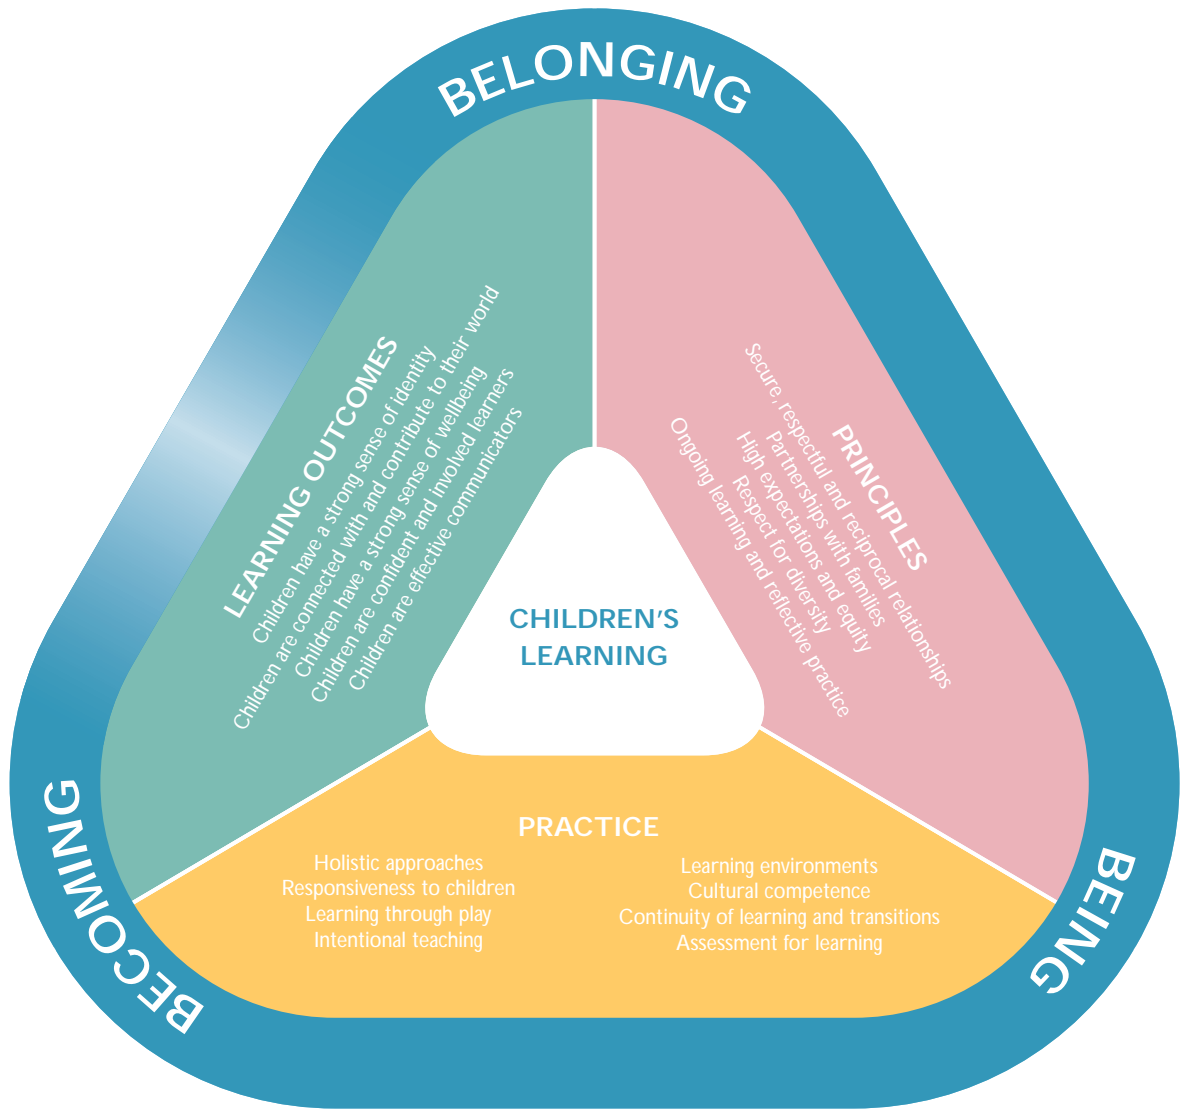 BELONGING
LEARNING OUTCOMES
Children have a strong sense of identity
Children are connected with and contribute to their world
Children have a strong sense of wellbeing
Children are confident and involved learners
Children are effective communicators
PRINCIPLES
Secure, respectful and reciprocal relationships
Partnerships with families
High expectations and equity
Respect for diversity
Ongoing learning and reflective practice
CHILDREN'S
LEARNING
PRACTICE
Holistic approaches
Responsiveness to children
Learning through play
Intentional teaching
Learning environments
Cultural competence
Continuity of learning and transitions
Assessment for learning
BECOMING
BEING